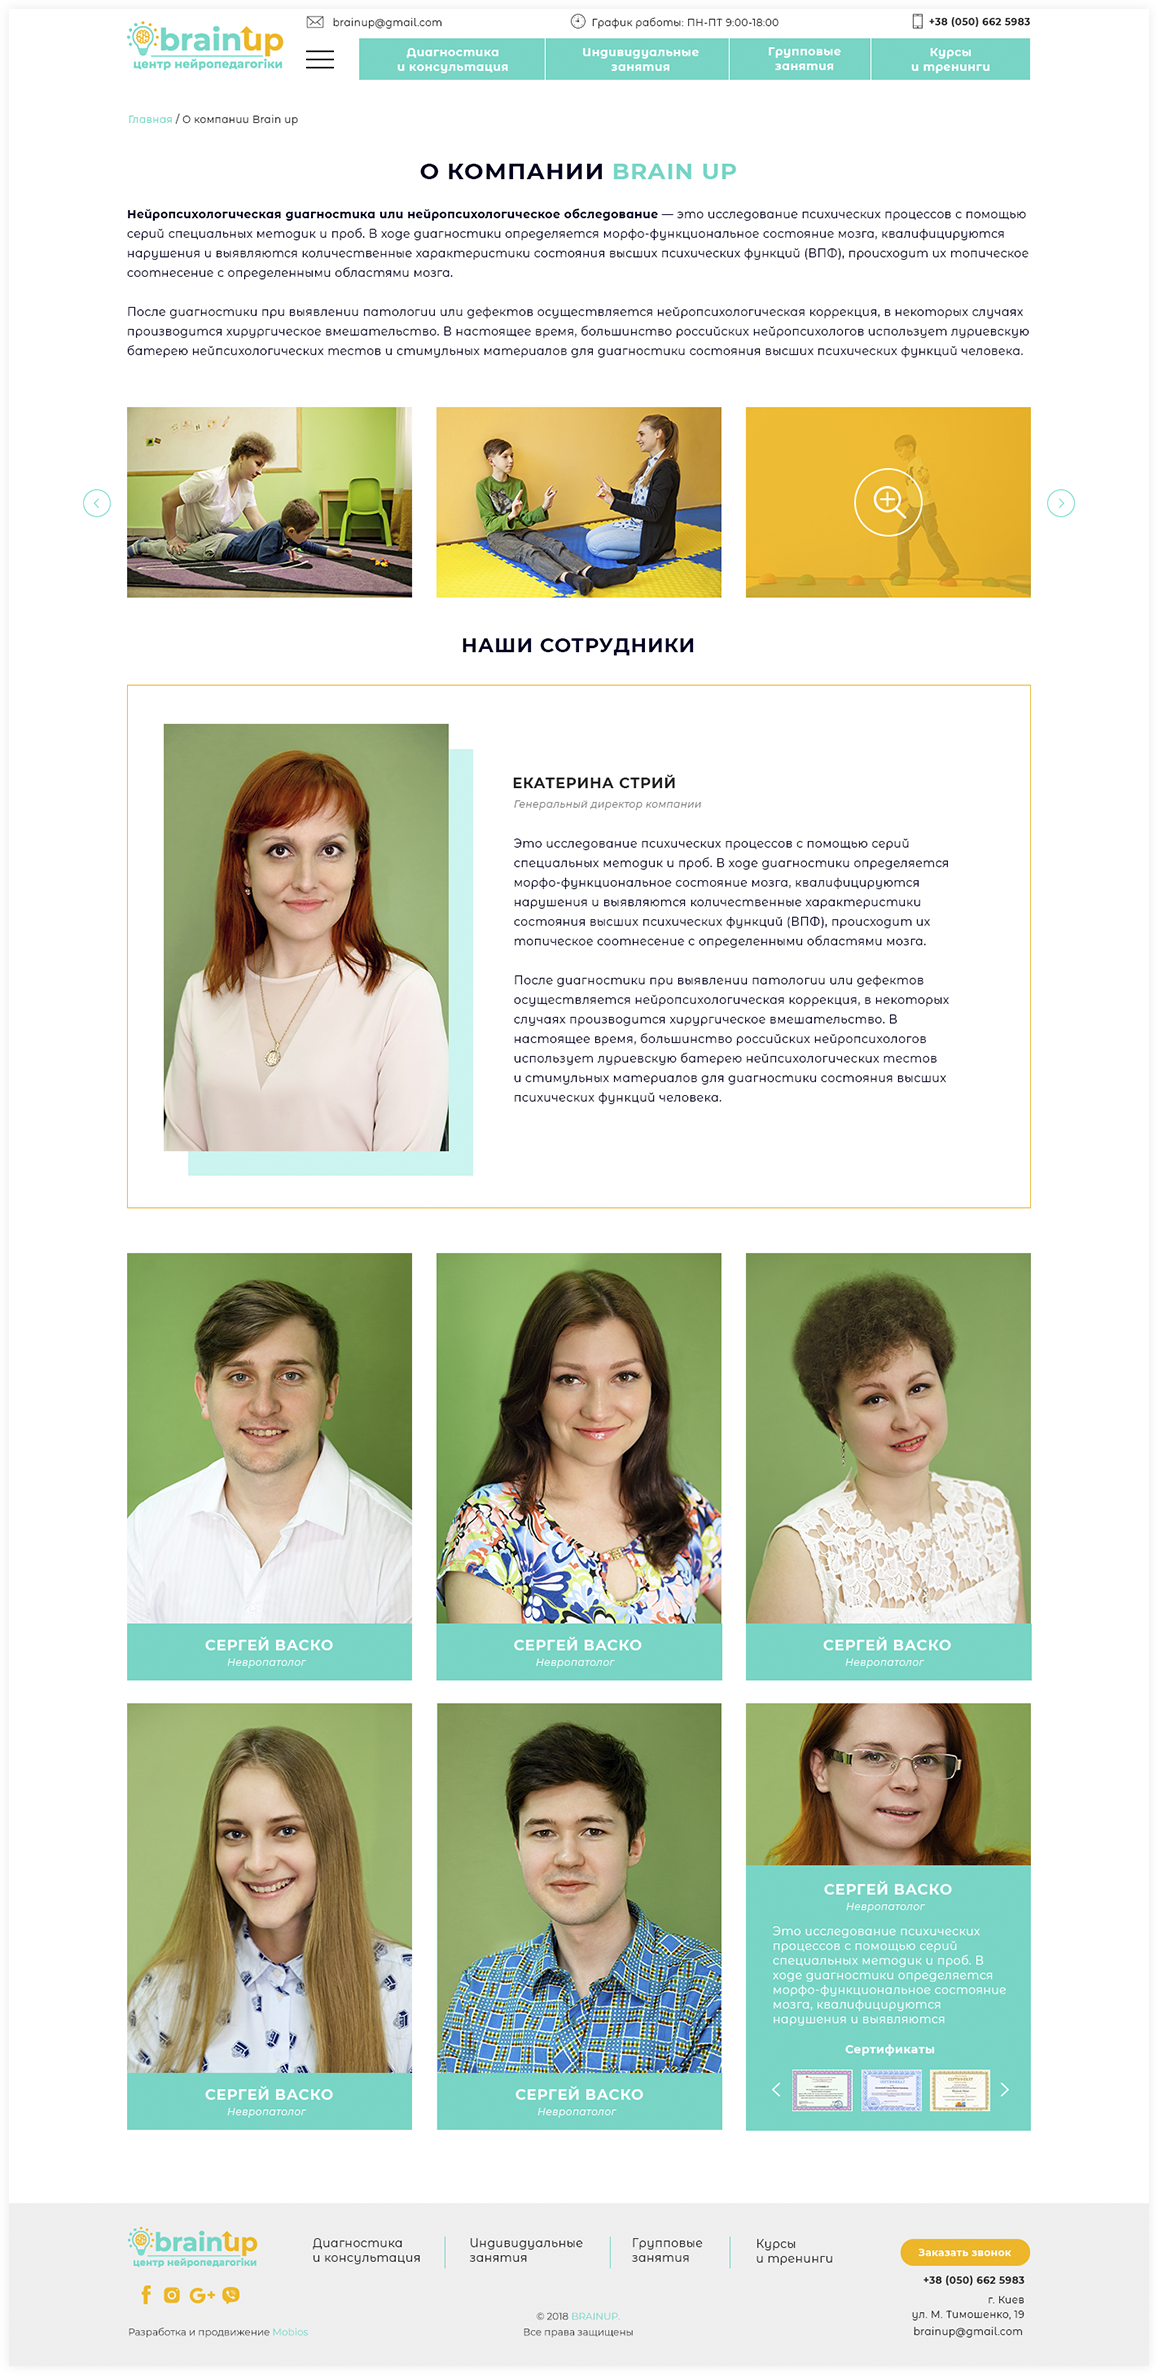 brainup@gmail.com
График работы: ПН-ПТ 9:00-18:00
+38 (050) 662 5983
brainup
центр нейропедагогіки
Диагностика
и консультация
Индивидуальные
занятия
Групповые
занятия
Курсы
и тренинги
Главная / О компании Brain up
О КОМПАНИИ BRAIN UP
Нейропсихологическая диагностика или нейропсихологическое обследование — это исследование психических процессов с помощью
серий специальных методик и проб. В ходе диагностики определяется морфо-функциональное состояние мозга, квалифицируются
нарушения и выявляются количественные характеристики состояния высших психических функций (ВПФ), происходит их топическое
соотнесение с определенными областями мозга.
После диагностики при выявлении патологии или дефектов осуществляется нейропсихологическая коррекция, в некоторых случаях
производится хирургическое вмешательство. В настоящее время, большинство российских нейропсихологов использует луриевскую
батерею нейпсихологических тестов и стимульных материалов для диагностики состояния высших психических функций человека.
НАШИ СОТРУДНИКИ
ЕКАТЕРИНА СТРИЙ
Генеральный директор компании
Это исследование психических процессов с помощью серий
специальных методик и проб. В ходе диагностики определяется
морфо-функциональное состояние мозга, квалифицируются
нарушения и выявляются количественные характеристики
состояния высших психических функций (ВПФ), происходит их
топическое соотнесение с определенными областями мозга.
После диагностики при выявлении патологии или дефектов
осуществляется нейропсихологическая коррекция, в некоторых
случаях производится хирургическое вмешательство. В
настоящее время, большинство российских нейропсихологов
использует луриевскую батерею нейпсихологических тестов
и стимульных материалов для диагностики состояния высших
психических функций человека.
СЕРГЕЙ ВАСКО
Невропатолог
СЕРГЕЙ ВАСКО
Невропатолог
СЕРГЕЙ ВАСКО
Невропатолог
СЕРГЕЙ ВАСКО
Невропатолог
СЕРГЕЙ ВАСКО
Невропатолог
СЕРГЕЙ ВАСКО
Невропатолог
Это исследование психических
процессов с помощью серий
специальных методик и проб. В
ходе диагностики определяется
морфо-функциональное состояние
мозга, квалифицируются
нарушения и выявляются
Сертификаты
brainup
центр нейропедагогіки
Диагностика
и консультация
Индивидуальные
занятия
Групповые
занятия
Курсы
и тренинги
Заказать звонок
+38 (050) 662 5983
г. Киев
ул. М. Тимошенко, 19
brainup@gmail.com
© 2018 BRAINUP.
Все права защищены
Разработка и продвижение Mobios